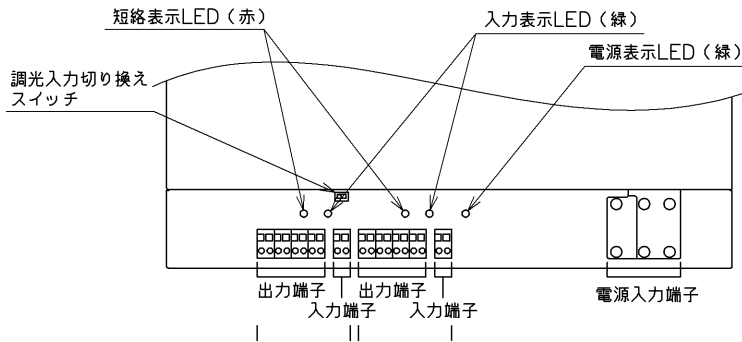 短絡表示LED（赤）
入力表示LED（緑）
電源表示LED（緑）
調光入力切り換え
スイッチ
出力端子
入力端子
出力端子
入力端子
電源入力端子